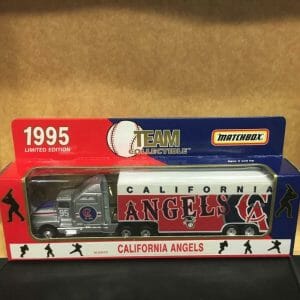 1995
LIMITED EDITION
TEAM
COLLECTIBLE
MATCHBOX
CALIFORNIA
ANGELS
95
CALIFORNIA ANGELS